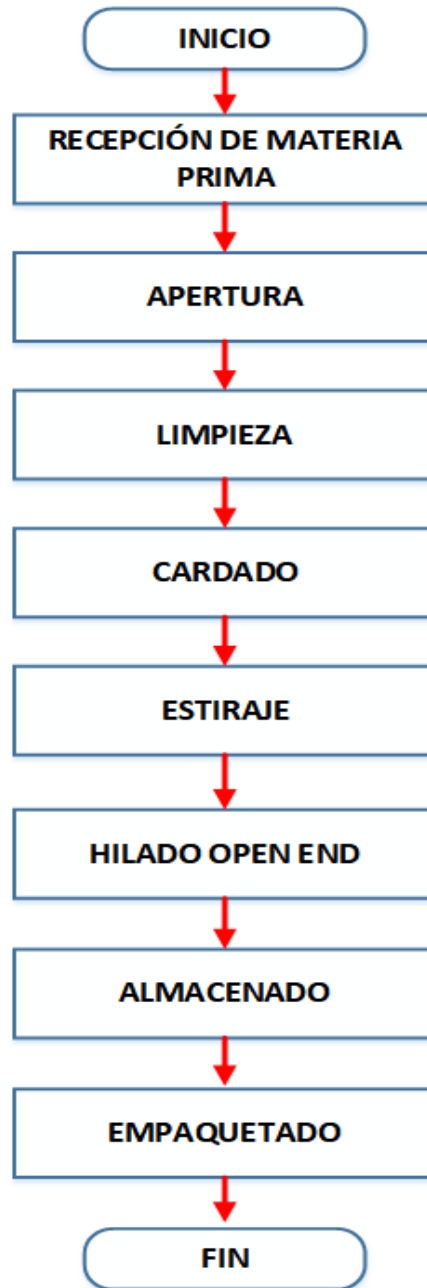 INICIO
RECEPCIÓN DE MATERIA
PRIMA
APERTURA
LIMPIEZA
CARDADO
ESTIRAJE
HILADO OPEN END
ALMACENADO
EMPAQUETADO
FIN